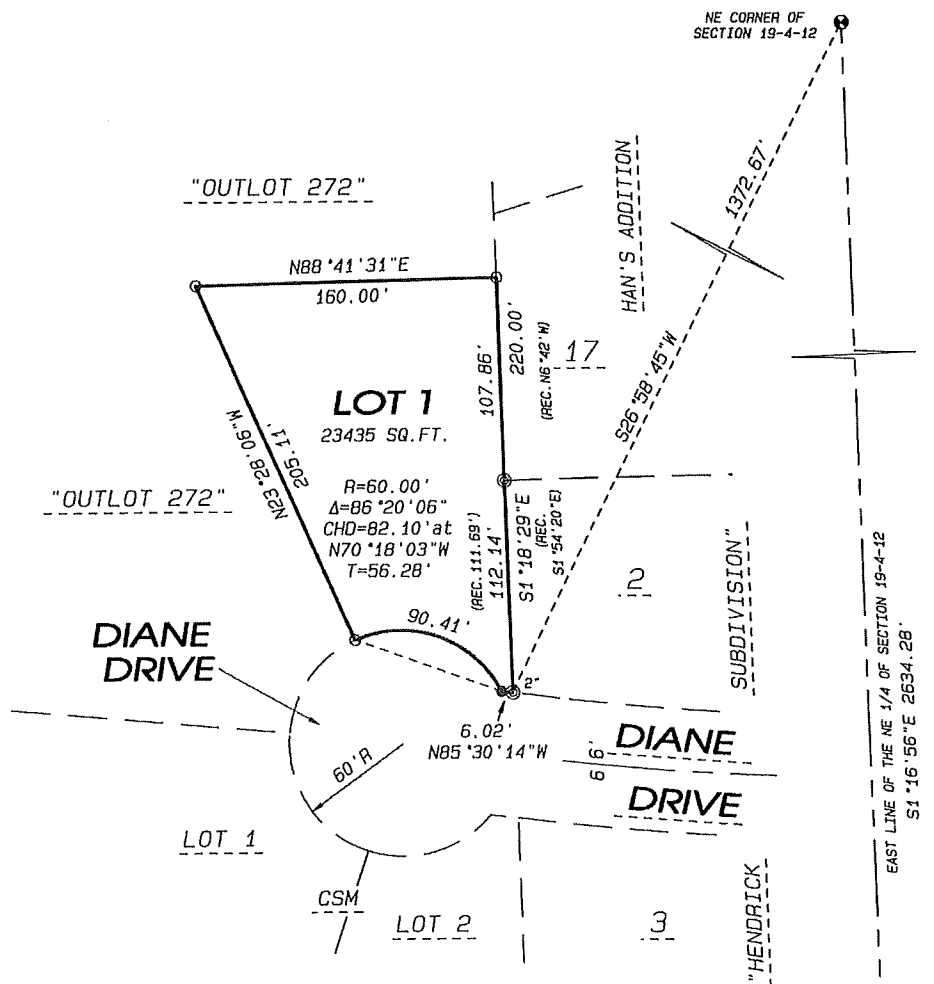 NE CORNER OF
SECTION 19-4-12
1372.67'
S26°58'45"W
HAN'S ADDITION
"OUTLOT 272"
N88°41'31"E
160.00'
107.86'
220.00'
(REC.N6°42'W)
17
LOT 1
23435 SQ.FT.
R=60.00'
Δ=86°20'06"
CHD=82.10'at
N70°18'03"W
T=56.28'
205.11'
N23°28'06"W
"OUTLOT 272"
(REC.111.69')
112.14'
S1°18'29"E
(REC.
S1°54'20"E)
2
SUBDIVISION"
90.41'
DIANE
DRIVE
2"
6.02'
N85°30'14"W
60'R
66'
DIANE
DRIVE
EAST LINE OF THE NE 1/4 OF SECTION 19-4-12
S1°16'56"E 2634.28'
LOT 1
CSM
LOT 2
3
"HENDRICK